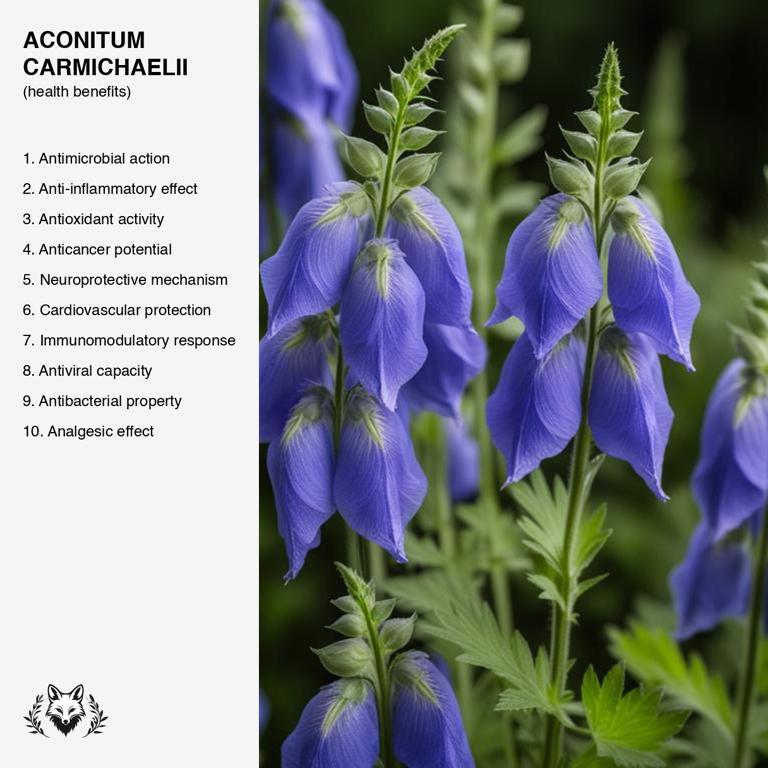 ACONITUM
CARMICHAELII
(health benefits)
1. Antimicrobial action
2. Anti-inflammatory effect
3. Antioxidant activity
4. Anticancer potential
5. Neuroprotective mechanism
6. Cardiovascular protection
7. Immunomodulatory response
8. Antiviral capacity
9. Antibacterial property
10. Analgesic effect